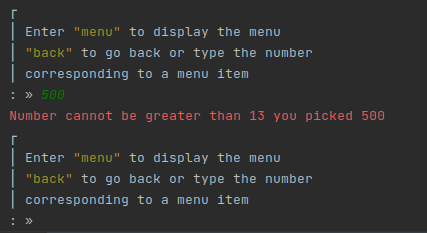 Enter "menu" to display the menu
"back" to go back or type the number
corresponding to a menu item
: » 500
Number cannot be greater than 13 you picked 500
Enter "menu" to display the menu
"back" to go back or type the number
corresponding to a menu item
: »